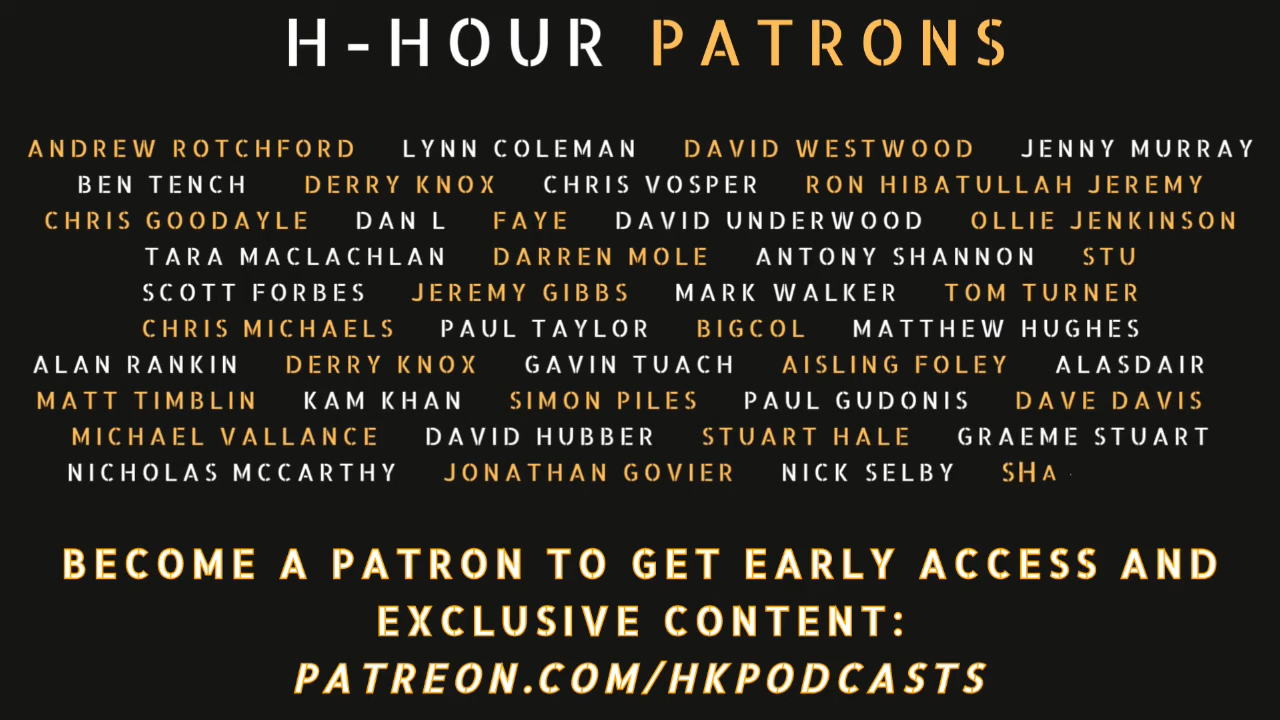 H-HOUR PATRONS
ANDREW ROTCHFORD LYNN COLEMAN DAVID WESTWOOD JENNY MURRAY
BEN TENCH DERRY KNOX CHRIS VOSPER RON HIBATULLAH JEREMY
CHRIS GOODAYLE DAN L FAYE DAVID UNDERWOOD OLLIE JENKINSON
TARA MACLACHLAN DARREN MOLE ANTONY SHANNON STU
SCOTT FORBES JEREMY GIBBS MARK WALKER TOM TURNER
CHRIS MICHAELS PAUL TAYLOR BIGCOL MATTHEW HUGHES
ALAN RANKIN DERRY KNOX GAVIN TUACH AISLING FOLEY ALASDAIR
MATT TIMBLIN KAM KHAN SIMON PILES PAUL GUDONIS DAVE DAVIS
MICHAEL VALLANCE DAVID HUBBER STUART HALE GRAEME STUART
NICHOLAS MCCARTHY JONATHAN GOVIER NICK SELBY SHA
BECOME A PATRON TO GET EARLY ACCESS AND
EXCLUSIVE CONTENT:
PATREON.COM/HKPODCASTS